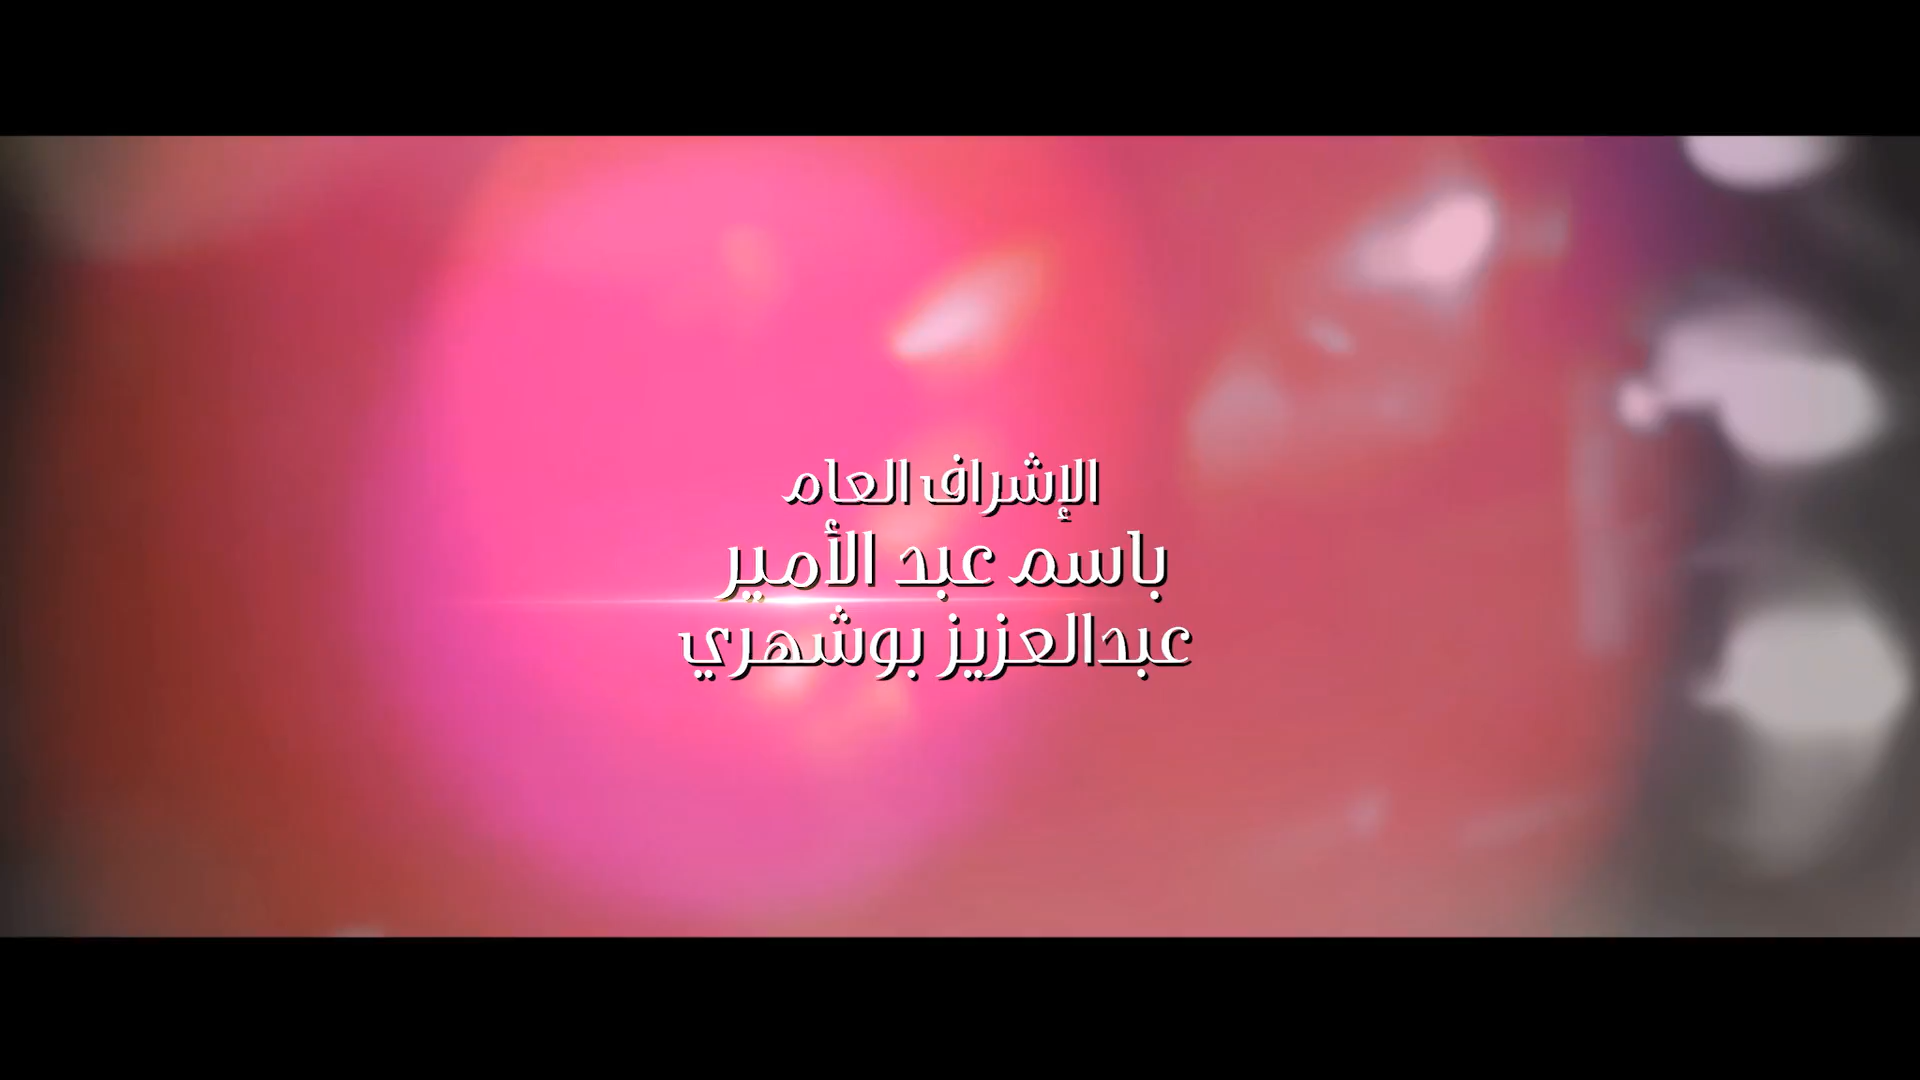 الإشراف العام
باسم عبد الأمير
عبدالعزيز بوشهري